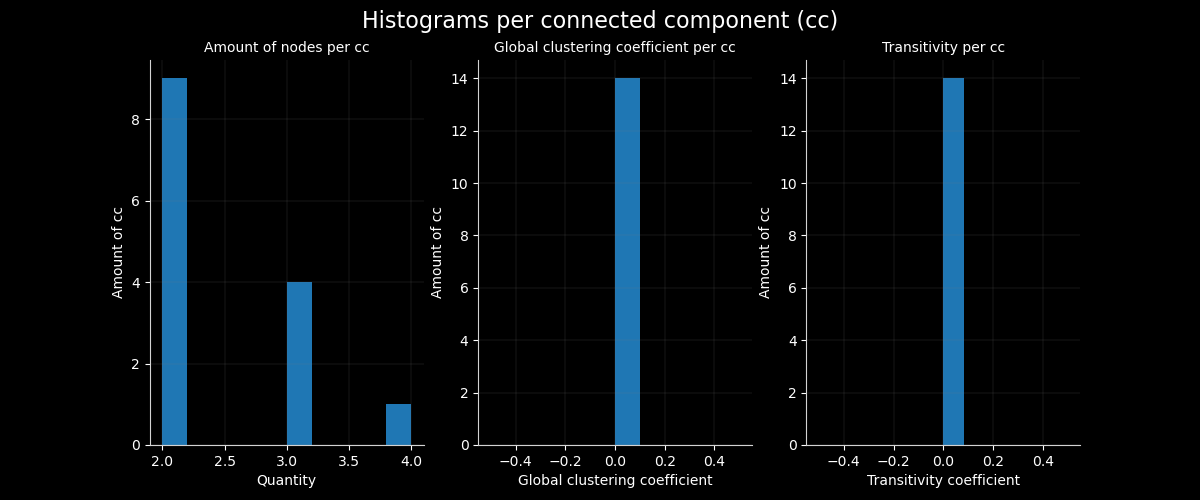 Histograms per connected component (cc)
Amount of nodes per cc
Amount of cc
8
6
4
2
0
2.0 2.5 3.0 3.5 4.0
Quantity
Global clustering coefficient per cc
Amount of cc
14
12
10
8
6
4
2
0
−0.4 −0.2 0.0 0.2 0.4
Global clustering coefficient
Transitivity per cc
Amount of cc
14
12
10
8
6
4
2
0
−0.4 −0.2 0.0 0.2 0.4
Transitivity coefficient